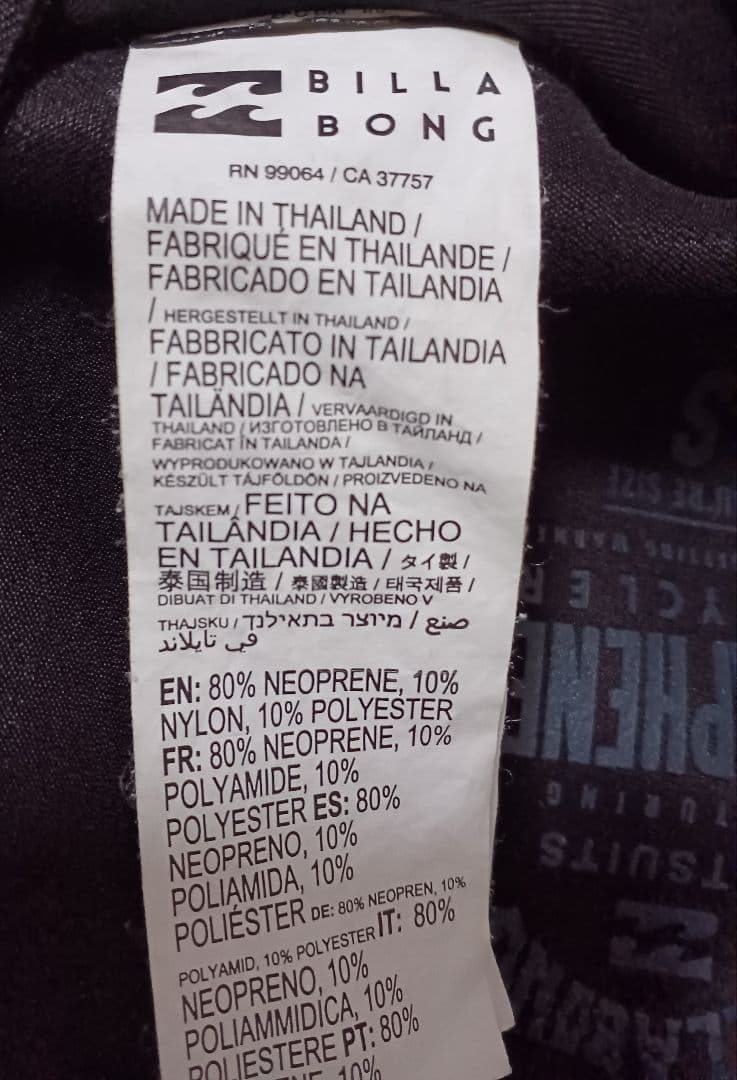 BILLA
BONG
RN 99064 / CA 37757
MADE IN THAILAND /
FABRIQUÉ EN THAILANDE /
FABRICADO EN TAILANDIA
/ HERGESTELLT IN THAILAND /
FABBRICATO IN TAILANDIA
/ FABRICADO NA
TAILÂNDIA / VERVAARDIGD IN
THAILAND / ИЗГОТОВЛЕНО В ТАЙЛАНД /
FABRICAT ÎN TAILANDA /
WYPRODUKOWANO W TAJLANDIA /
KÉSZÜLT TÁJFÖLDÖN / PROIZVEDENO NA
TAJSKEM / FEITO NA
TAILÂNDIA / HECHO
EN TAILANDIA / タイ製 /
泰国制造 / 泰國製造 / 태국제품 /
DIBUAT DI THAILAND / VYROBENO V
THAJSKU / מיוצר בתאילנד / صنع
في تايلاند
EN: 80% NEOPRENE, 10%
NYLON, 10% POLYESTER
FR: 80% NEOPRENE, 10%
POLYAMIDE, 10%
POLYESTER ES: 80%
NEOPRENO, 10%
POLIAMIDA, 10%
POLIÉSTER DE: 80% NEOPREN, 10%
POLYAMID, 10% POLYESTER IT: 80%
NEOPRENO, 10%
POLIAMMIDICA, 10%
POLIESTERE PT: 80%
10%
S
SIZE